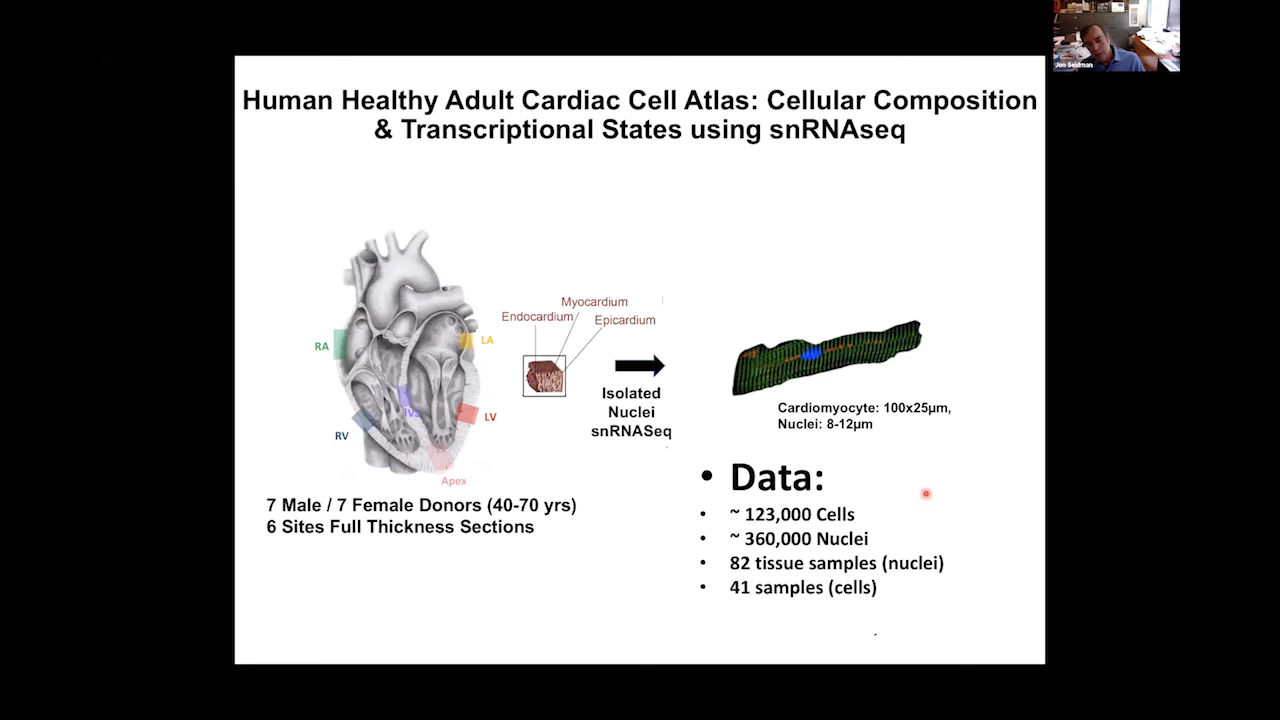 Jon Seidman
Human Healthy Adult Cardiac Cell Atlas: Cellular Composition
& Transcriptional States using snRNAseq
RA
LA
IVS
LV
RV
Apex
Myocardium
Endocardium
Epicardium
Isolated
Nuclei
snRNASeq
Cardiomyocyte: 100x25µm,
Nuclei: 8-12µm
7 Male / 7 Female Donors (40-70 yrs)
6 Sites Full Thickness Sections
• Data:
• ~ 123,000 Cells
• ~ 360,000 Nuclei
• 82 tissue samples (nuclei)
• 41 samples (cells)